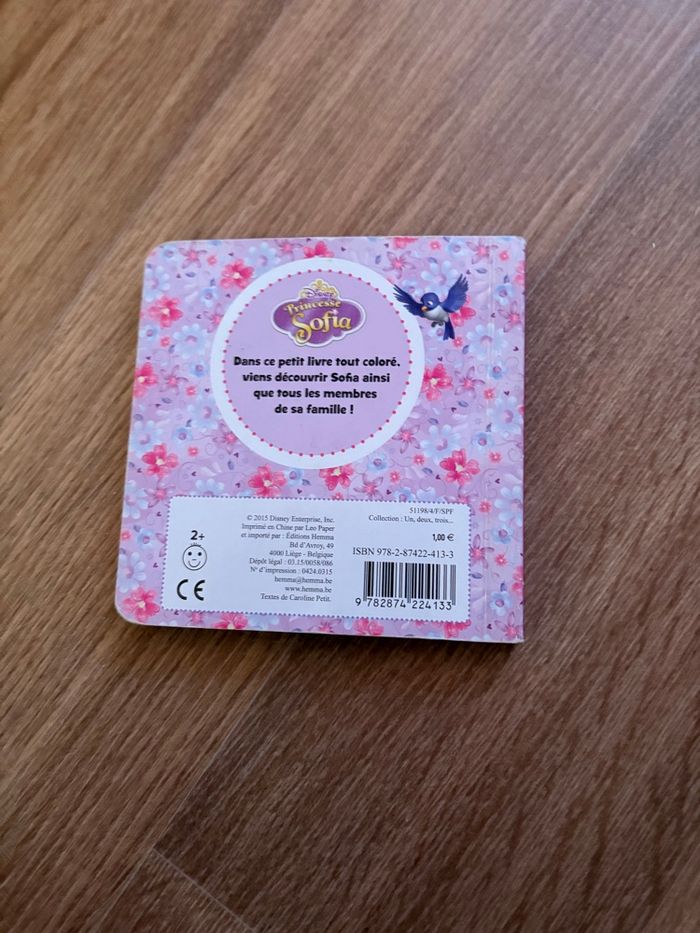 Disney
Princesse
Sofia
Dans ce petit livre tout coloré,
viens découvrir Sofia ainsi
que tous les membres
de sa famille !
2+
CE
© 2015 Disney Enterprise, Inc.
Imprimé en Chine par Leo Paper
et importé par : Éditions Hemma
Bd d'Avroy, 49
4000 Liège - Belgique
Dépôt légal : 03.15/0058/086
N° d'impression : 0424.0315
hemma@hemma.be
www.hemma.be
Textes de Caroline Petit.
51198/4/F/SPF
Collection : Un, deux, trois...
1,00 €
ISBN 978-2-87422-413-3
9 782874 224133